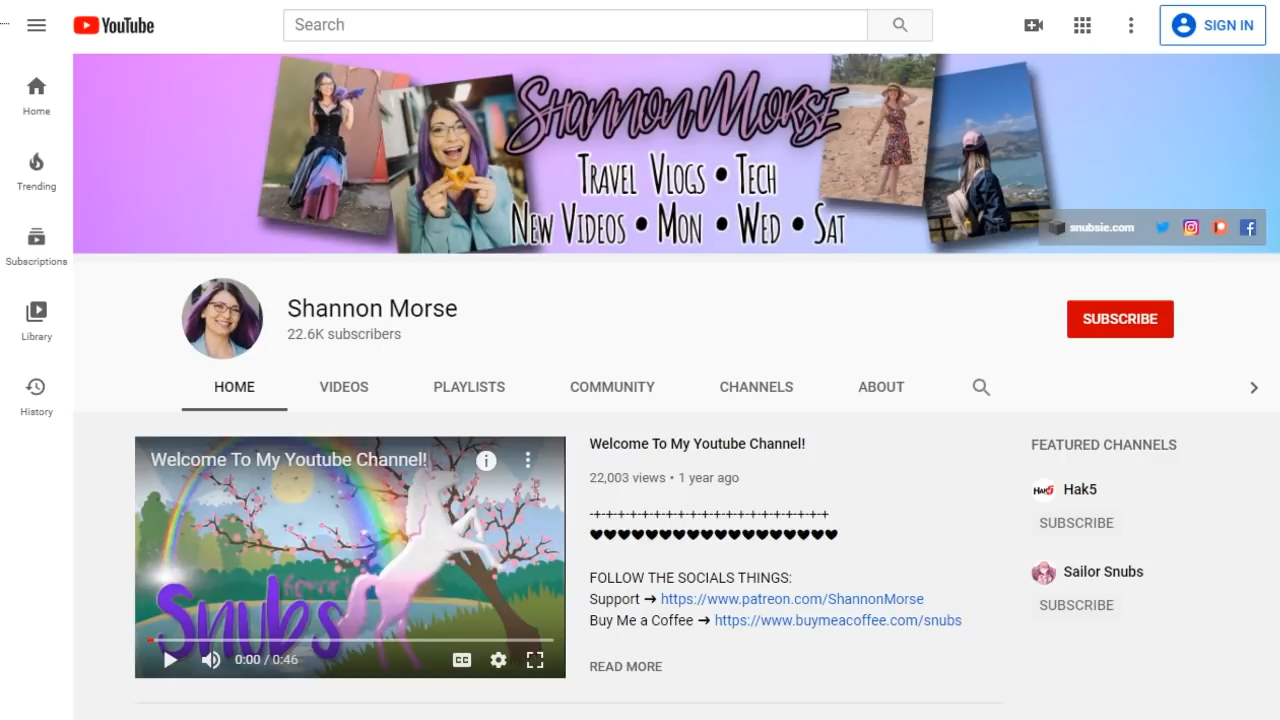 YouTube
Search
SIGN IN
Home
Trending
Subscriptions
Library
History
Shannon Morse
Travel Vlogs • Tech
New Videos • Mon • Wed • Sat
snubsie.com
Shannon Morse
22.6K subscribers
SUBSCRIBE
HOME VIDEOS PLAYLISTS COMMUNITY CHANNELS ABOUT
Welcome To My Youtube Channel!
Snubs
0:00 / 0:46
CC
Welcome To My Youtube Channel!
22,003 views • 1 year ago
-+-+-+-+-+-+-+-+-+-+-+-+-+-+-+-+-+-+-+-+
♥♥♥♥♥♥♥♥♥♥♥♥♥♥♥♥♥♥
FOLLOW THE SOCIALS THINGS:
Support → https://www.patreon.com/ShannonMorse
Buy Me a Coffee → https://www.buymeacoffee.com/snubs
READ MORE
FEATURED CHANNELS
HAK5
Hak5
SUBSCRIBE
Sailor Snubs
SUBSCRIBE